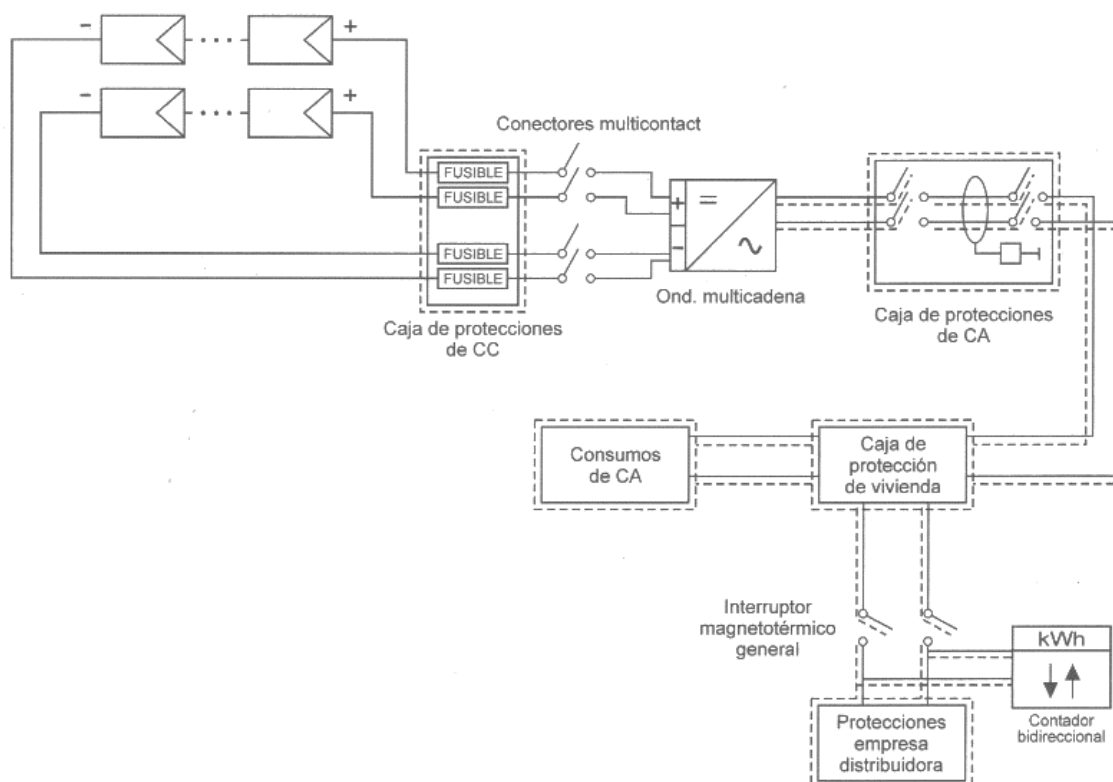 - +
- +
Conectores multicontact
FUSIBLE
FUSIBLE
FUSIBLE
FUSIBLE
+
-
Ond. multicadena
Caja de protecciones
de CC
Caja de protecciones
de CA
Consumos
de CA
Caja de
protección
de vivienda
Interruptor
magnetotérmico
general
kWh
Contador
bidireccional
Protecciones
empresa
distribuidora